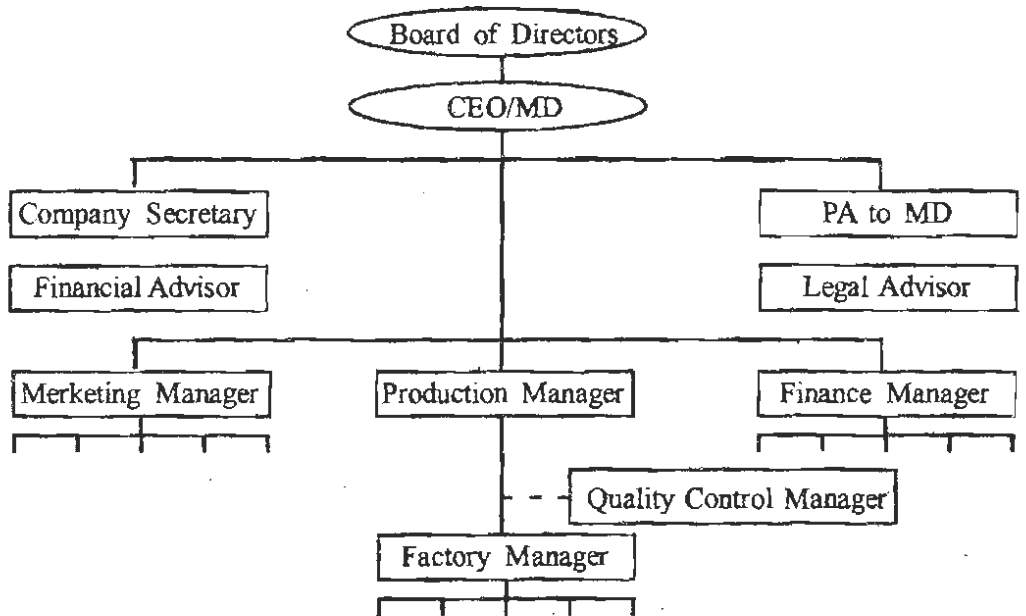 Board of Directors
CEO/MD
Company Secretary
PA to MD
Financial Advisor
Legal Advisor
Merketing Manager
Production Manager
Finance Manager
Quality Control Manager
Factory Manager